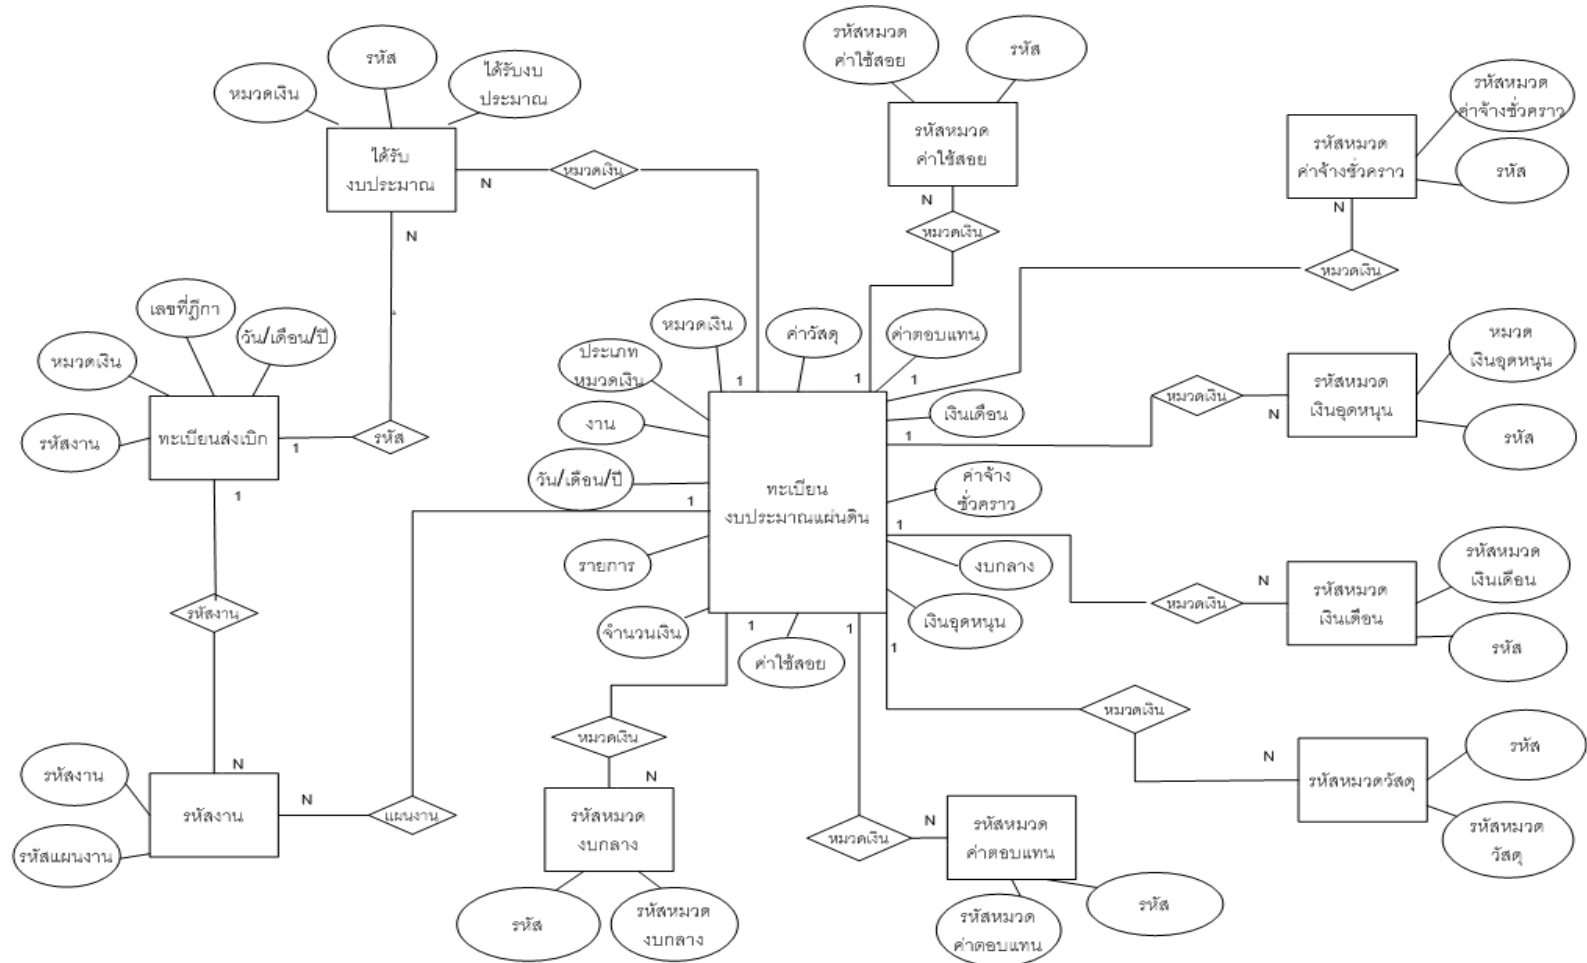 รหัส
หมวดเงิน
ได้รับงบ
ประมาณ
ได้รับ
งบประมาณ
N
หมวดเงิน
N
รหัสหมวด
ค่าใช้สอย
รหัส
รหัสหมวด
ค่าใช้สอย
N
หมวดเงิน
รหัสหมวด
ค่าจ้างชั่วคราว
รหัส
รหัสหมวด
ค่าจ้างชั่วคราว
N
หมวดเงิน
เลขที่ฎีกา
วัน/เดือน/ปี
หมวดเงิน
รหัสงาน
ทะเบียนส่งเบิก
1
รหัส
1
หมวดเงิน
ค่าวัสดุ
ค่าตอบแทน
ประเภท
หมวดเงิน
1
1
1
งาน
เงินเดือน
1
วัน/เดือน/ปี
1
ทะเบียน
งบประมาณแผ่นดิน
ค่าจ้าง
ชั่วคราว
1
รายการ
งบกลาง
จำนวนเงิน
1
ค่าใช้สอย
1
เงินอุดหนุน
1
หมวดเงิน
N
รหัสหมวด
เงินอุดหนุน
หมวด
เงินอุดหนุน
รหัส
หมวดเงิน
N
รหัสหมวด
เงินเดือน
รหัสหมวด
เงินเดือน
รหัส
รหัสงาน
N
รหัสงาน
รหัสงาน
รหัสแผนงาน
N
แผนงาน
หมวดเงิน
N
รหัสหมวด
งบกลาง
รหัส
รหัสหมวด
งบกลาง
หมวดเงิน
N
รหัสหมวด
ค่าตอบแทน
รหัสหมวด
ค่าตอบแทน
รหัส
หมวดเงิน
N
รหัสหมวดวัสดุ
รหัส
รหัสหมวด
วัสดุ